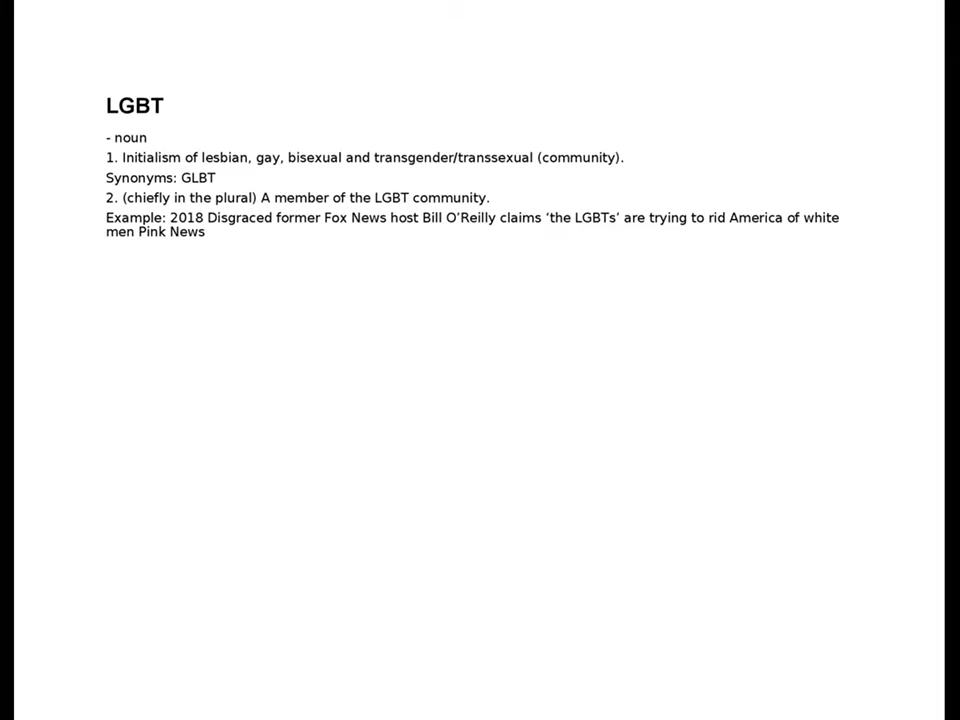 LGBT
- noun
1. Initialism of lesbian, gay, bisexual and transgender/transsexual (community).
Synonyms: GLBT
2. (chiefly in the plural) A member of the LGBT community.
Example: 2018 Disgraced former Fox News host Bill O’Reilly claims ‘the LGBTs’ are trying to rid America of white
men Pink News